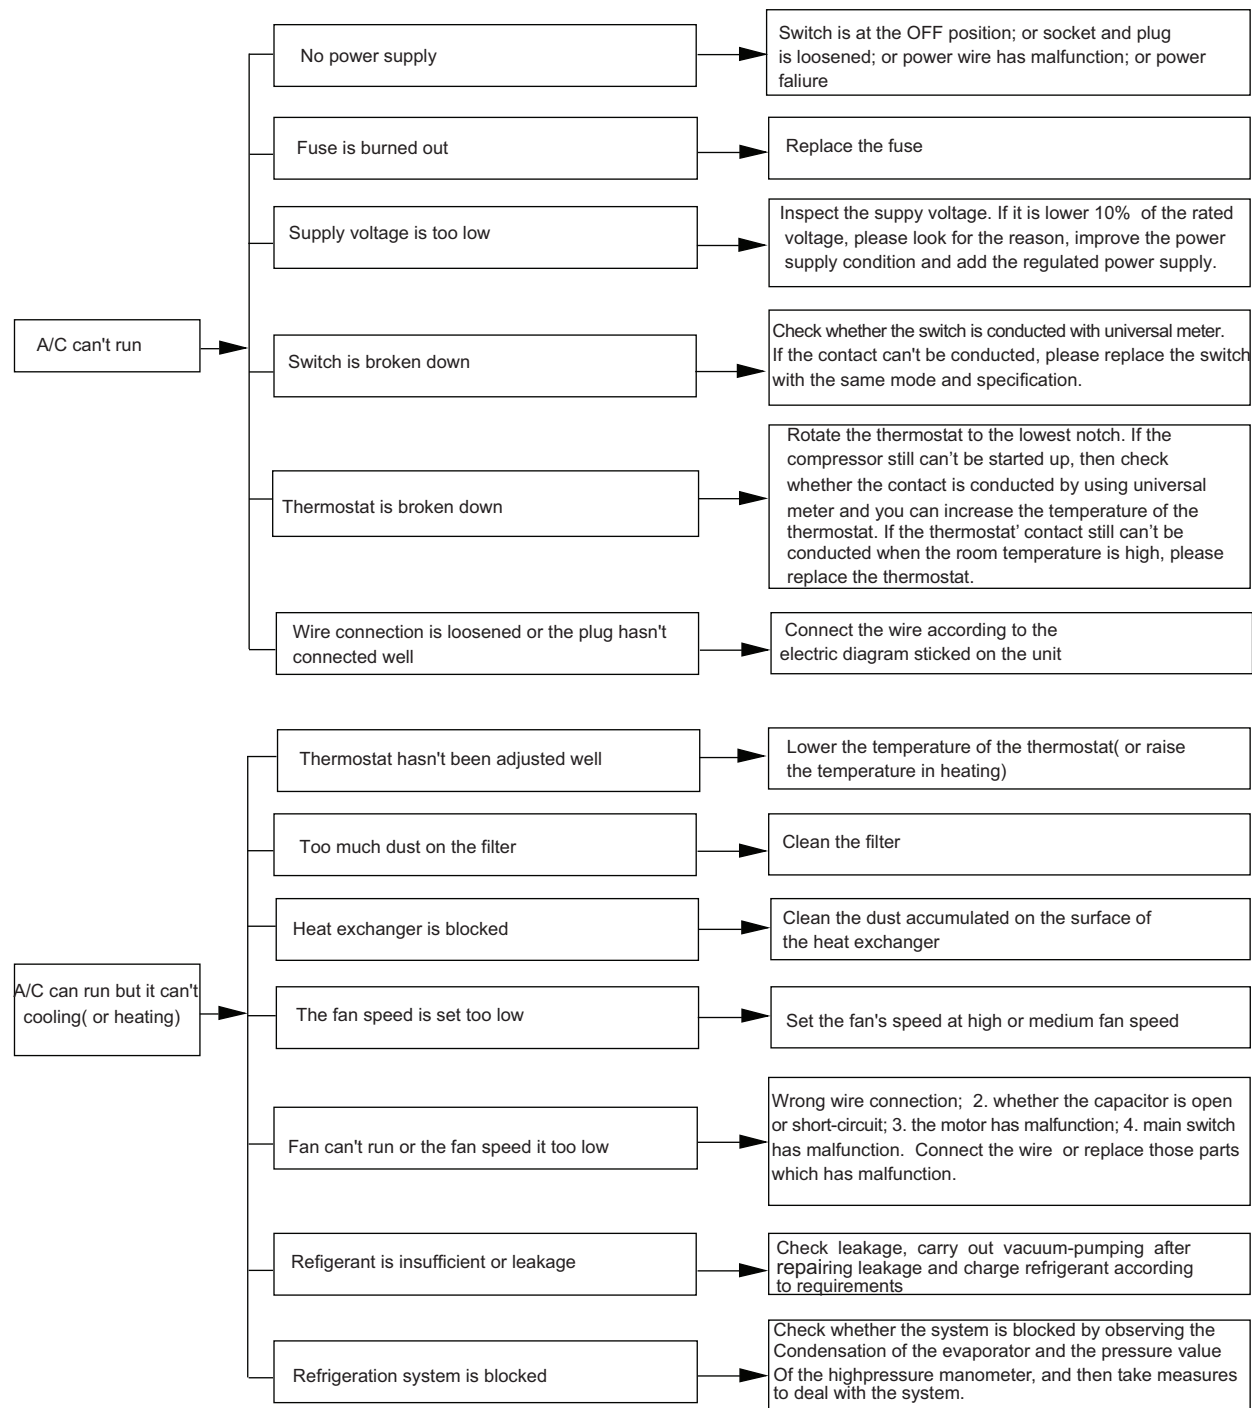 No power supply
Switch is at the OFF position; or socket and plug
is loosened; or power wire has malfunction; or power
faliure
Fuse is burned out
Replace the fuse
Supply voltage is too low
Inspect the suppy voltage. If it is lower 10% of the rated
voltage, please look for the reason, improve the power
supply condition and add the regulated power supply.
A/C can't run
Switch is broken down
Check whether the switch is conducted with universal meter.
If the contact can't be conducted, please replace the switch
with the same mode and specification.
Thermostat is broken down
Rotate the thermostat to the lowest notch. If the
compressor still can't be started up, then check
whether the contact is conducted by using universal
meter and you can increase the temperature of the
thermostat. If the thermostat' contact still can't be
conducted when the room temperature is high, please
replace the thermostat.
Wire connection is loosened or the plug hasn't
connected well
Connect the wire according to the
electric diagram sticked on the unit
Thermostat hasn't been adjusted well
Lower the temperature of the thermostat( or raise
the temperature in heating)
Too much dust on the filter
Clean the filter
Heat exchanger is blocked
Clean the dust accumulated on the surface of
the heat exchanger
A/C can run but it can't
cooling( or heating)
The fan speed is set too low
Set the fan's speed at high or medium fan speed
Fan can't run or the fan speed it too low
Wrong wire connection; 2. whether the capacitor is open
or short-circuit; 3. the motor has malfunction; 4. main switch
has malfunction. Connect the wire or replace those parts
which has malfunction.
Refigerant is insufficient or leakage
Check leakage, carry out vacuum-pumping after
repairing leakage and charge refrigerant according
to requirements
Refrigeration system is blocked
Check whether the system is blocked by observing the
Condensation of the evaporator and the pressure value
Of the highpressure manometer, and then take measures
to deal with the system.